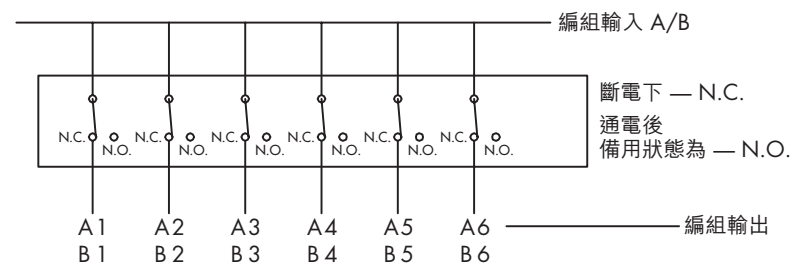 編組輸入 A/B
斷電下 — N.C.
通電後
備用狀態為 — N.O.
N.C. N.O. N.C. N.O. N.C. N.O. N.C. N.O. N.C. N.O. N.C. N.O.
A1 A2 A3 A4 A5 A6 編組輸出
B1 B2 B3 B4 B5 B6